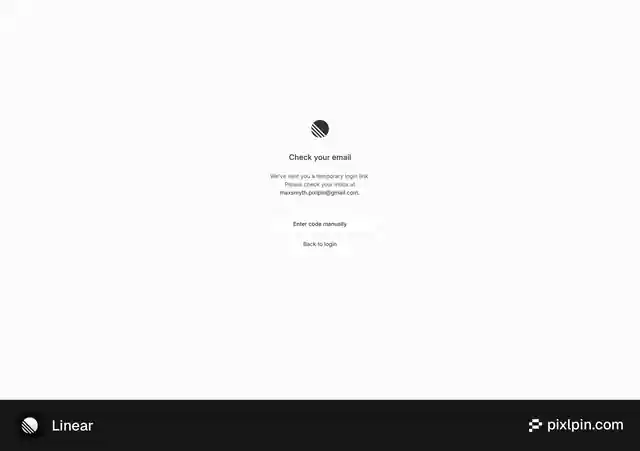 Check your email
We've sent you a temporary login link
Please check your inbox at
maxsmyth.pixlpin@gmail.com.
Enter code manually
Back to login
Linear
pixlpin.com